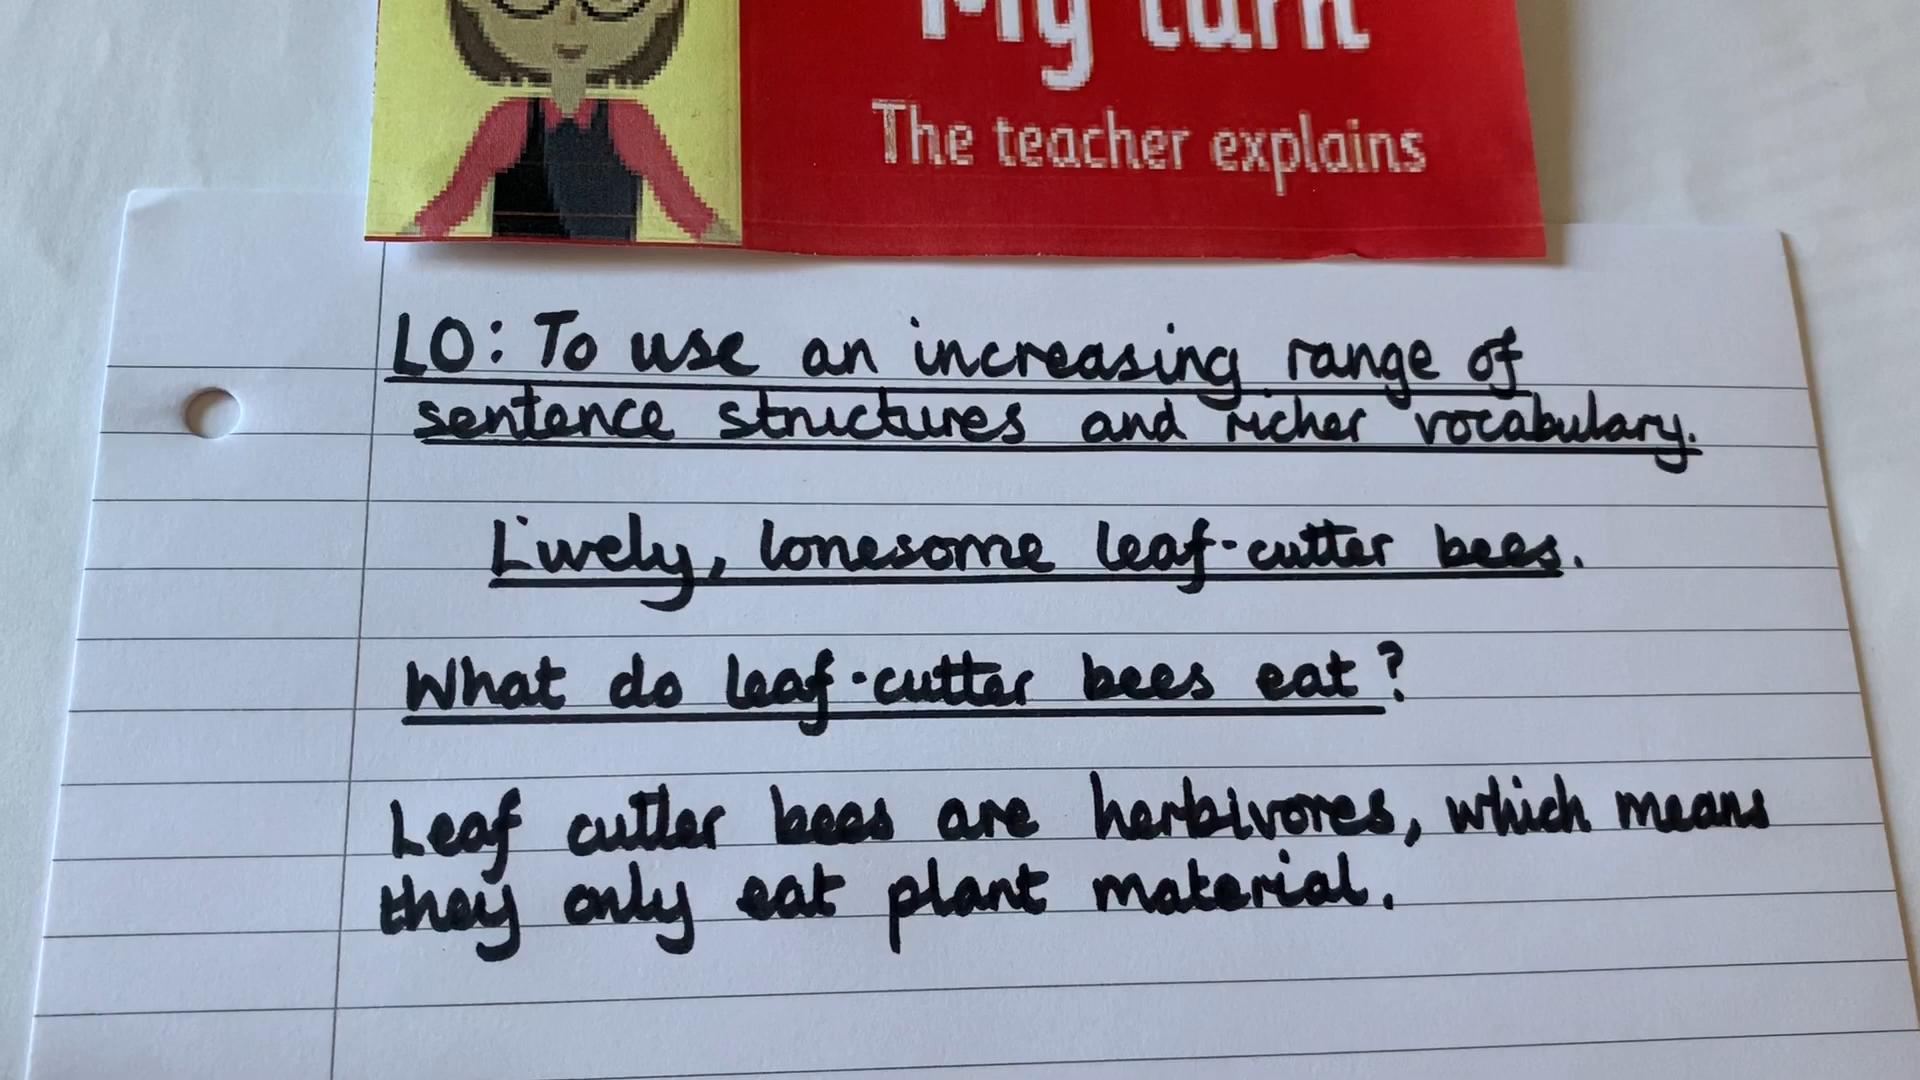 My turn
The teacher explains
LO: To use an increasing range of
sentence structures and richer vocabulary.
Lively, lonesome leaf-cutter bees.
What do leaf-cutter bees eat?
Leaf cutter bees are herbivores, which means
they only eat plant material.